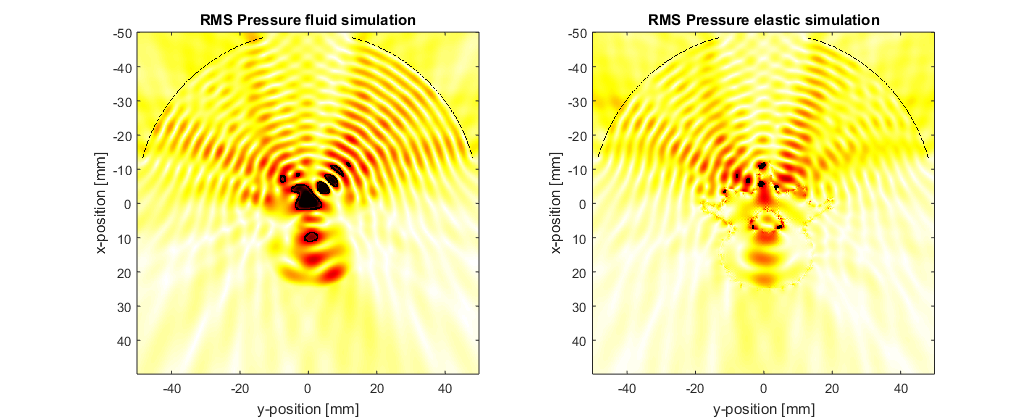 RMS Pressure fluid simulation
-50
-40
-30
-20
-10
0
10
20
30
40
x-position [mm]
-40 -20 0 20 40
y-position [mm]
RMS Pressure elastic simulation
-50
-40
-30
-20
-10
0
10
20
30
40
x-position [mm]
-40 -20 0 20 40
y-position [mm]